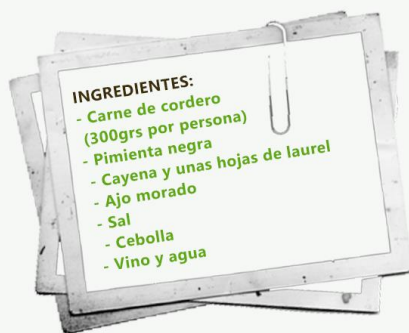 INGREDIENTES:
- Carne de cordero
(300grs por persona)
- Pimienta negra
- Cayena y unas hojas de laurel
- Ajo morado
- Sal
- Cebolla
- Vino y agua